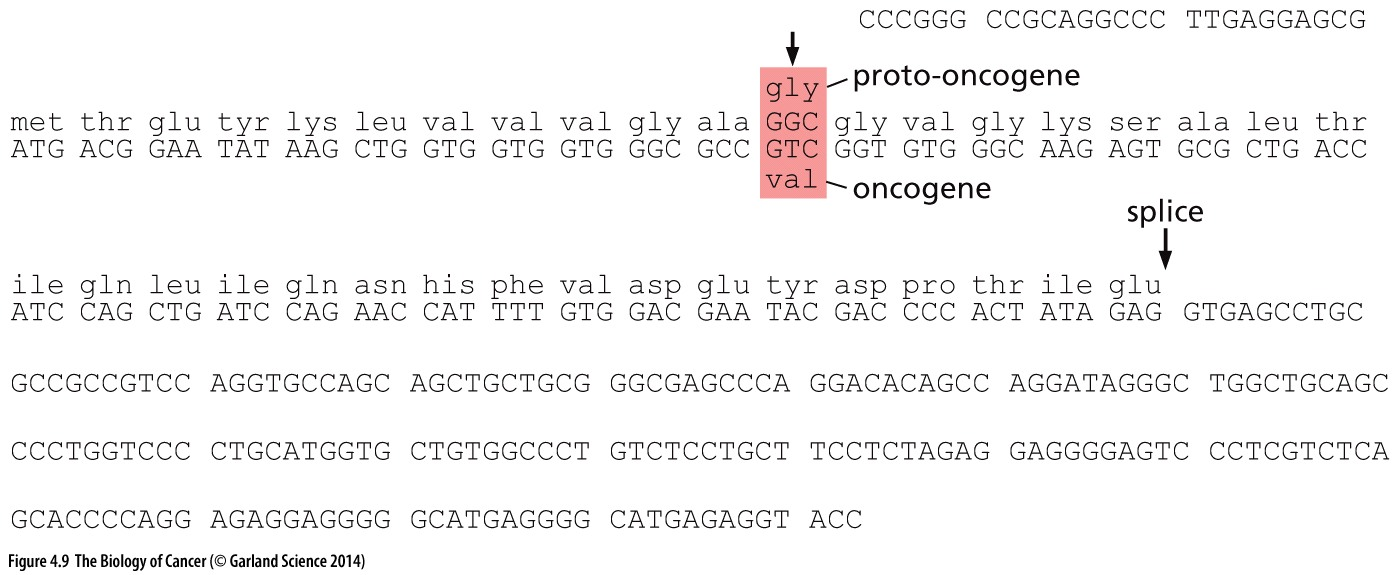 CCCGGG CCGCAGGCCC TTGAGGAGCG
gly proto-oncogene
met thr glu tyr lys leu val val val gly ala GGC gly val gly lys ser ala leu thr
ATG ACG GAA TAT AAG CTG GTG GTG GTG GGC GCC GTC GGT GTG GGC AAG AGT GCG CTG ACC
val oncogene
splice
ile gln leu ile gln asn his phe val asp glu tyr asp pro thr ile glu
ATC CAG CTG ATC CAG AAC CAT TTT GTG GAC GAA TAC GAC CCC ACT ATA GAG GTGAGCCTGC
GCCGCCGTCC AGGTGCCAGC AGCTGCTGCG GGCGAGCCCA GGACACAGCC AGGATAGGGC TGGCTGCAGC
CCCTGGTCCC CTGCATGGTG CTGTGGCCCT GTCTCCTGCT TCCTCTAGAG GAGGGGAGTC CCTCGTCTCA
GCACCCCAGG AGAGGAGGGG GCATGAGGGG CATGAGAGGT ACC
Figure 4.9 The Biology of Cancer (© Garland Science 2014)